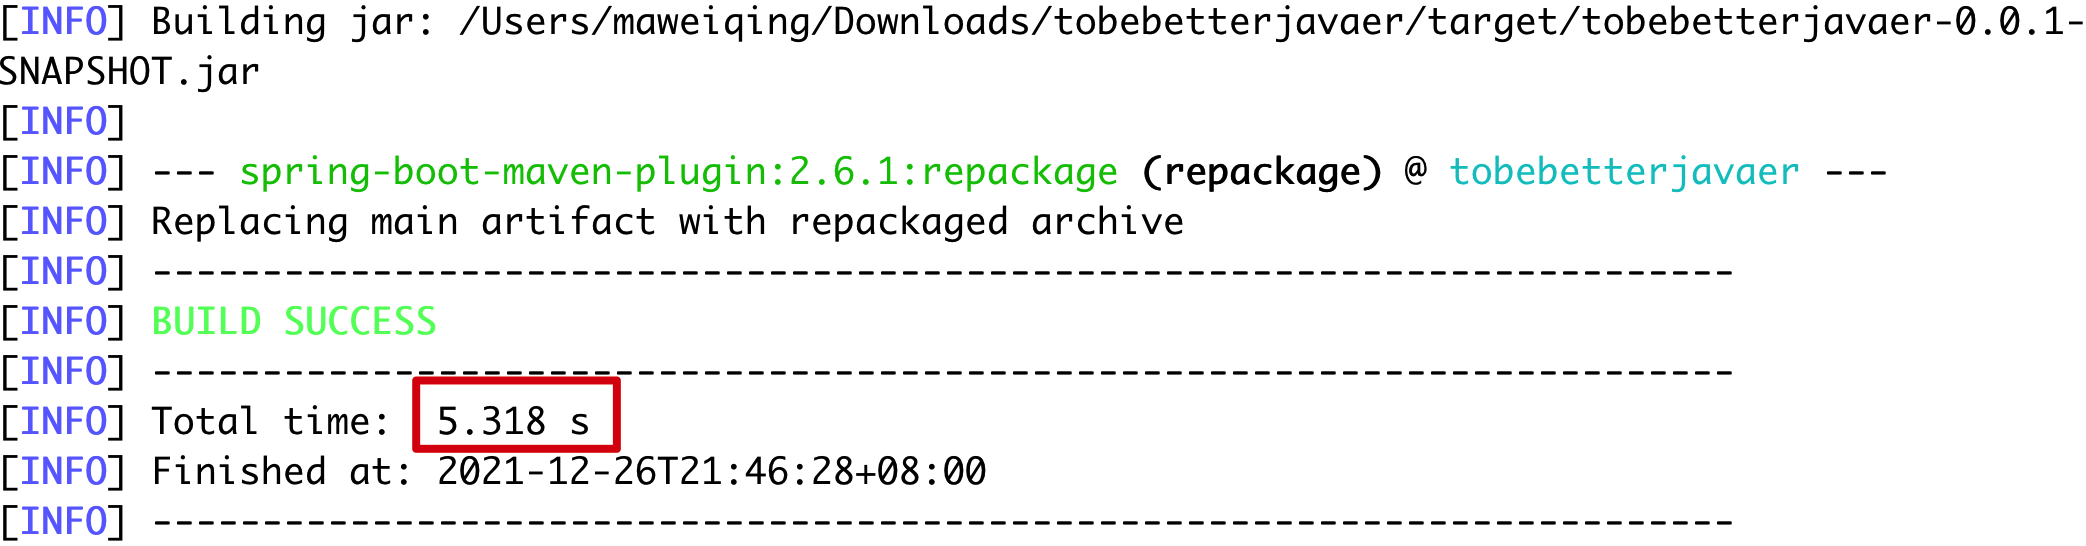 [INFO] Building jar: /Users/maweiqing/Downloads/tobebetterjavaer/target/tobebetterjavaer-0.0.1-
SNAPSHOT.jar
[INFO]
[INFO] --- spring-boot-maven-plugin:2.6.1:repackage (repackage) @ tobebetterjavaer ---
[INFO] Replacing main artifact with repackaged archive
[INFO] ------------------------------------------------------------------------
[INFO] BUILD SUCCESS
[INFO] ------------------------------------------------------------------------
[INFO] Total time:  5.318 s
[INFO] Finished at: 2021-12-26T21:46:28+08:00
[INFO] ------------------------------------------------------------------------